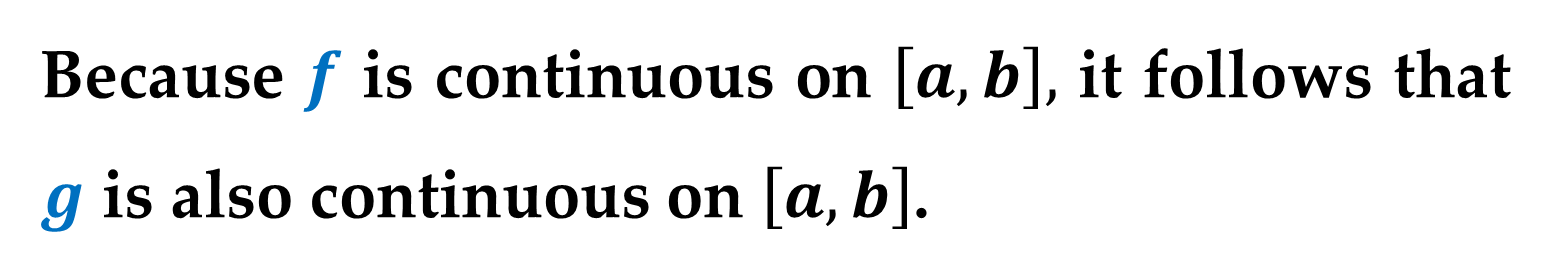 Because f is continuous on [a, b], it follows that
g is also continuous on [a, b].